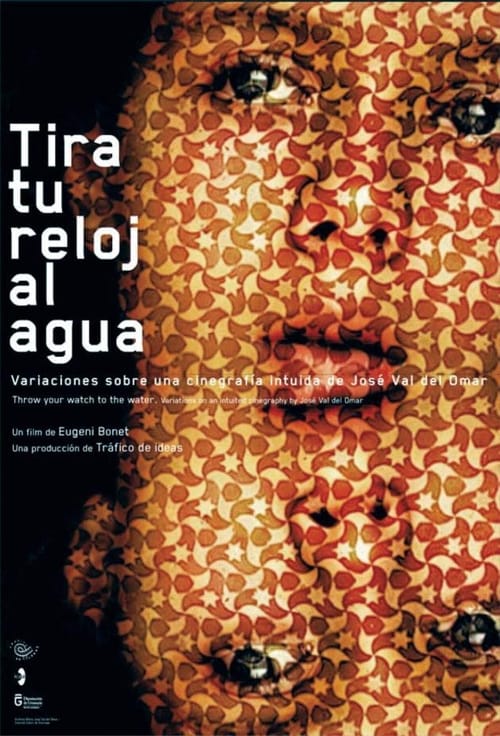 Tira
tu
reloj
al
agua
Variaciones sobre una cinegrafía Intuida de José Val del Omar
Throw your watch to the water. Variations on an intuited cinegraphy by José Val del Omar
Un film de Eugeni Bonet
Una producción de Tráfico de ideas